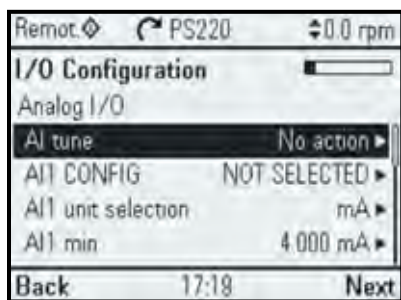 Remot. PS220 0.0 rpm
I/O Configuration
Analog I/O
AI tune No action
AI1 CONFIG NOT SELECTED
AI1 unit selection mA
AI1 min 4.000 mA
Back 17:19 Next